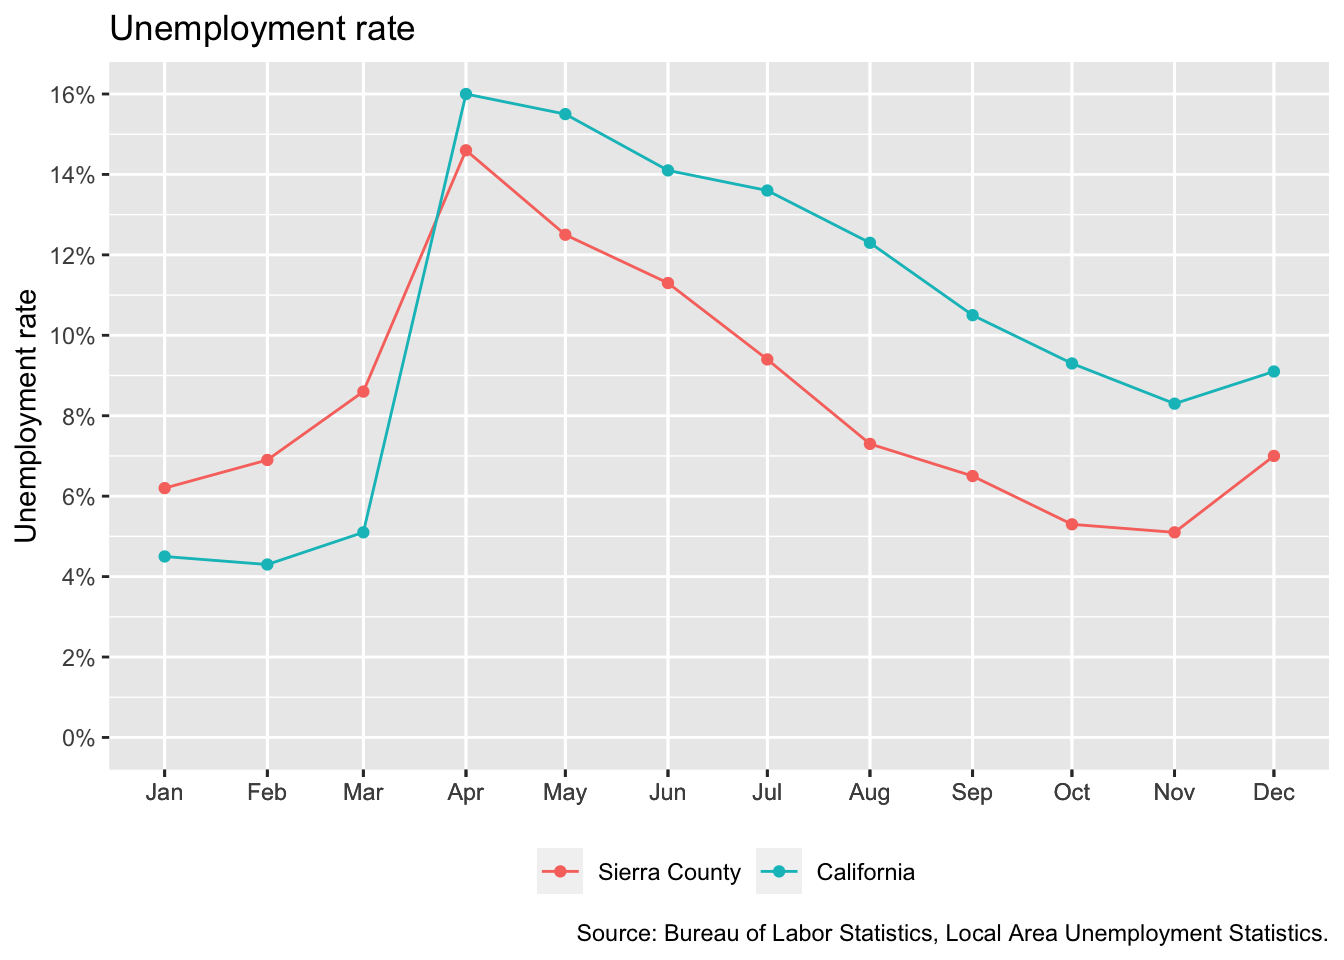 Unemployment rate
Unemployment rate
16%
14%
12%
10%
8%
6%
4%
2%
0%
Jan Feb Mar Apr May Jun Jul Aug Sep Oct Nov Dec
Sierra County California
Source: Bureau of Labor Statistics, Local Area Unemployment Statistics.